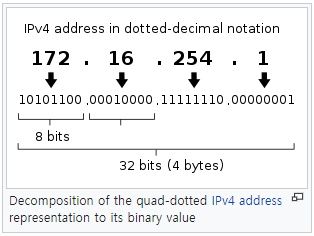 IPv4 address in dotted-decimal notation
172 . 16 . 254 . 1
10101100 .00010000 .11111110 .00000001
8 bits
32 bits (4 bytes)
Decomposition of the quad-dotted IPv4 address
representation to its binary value